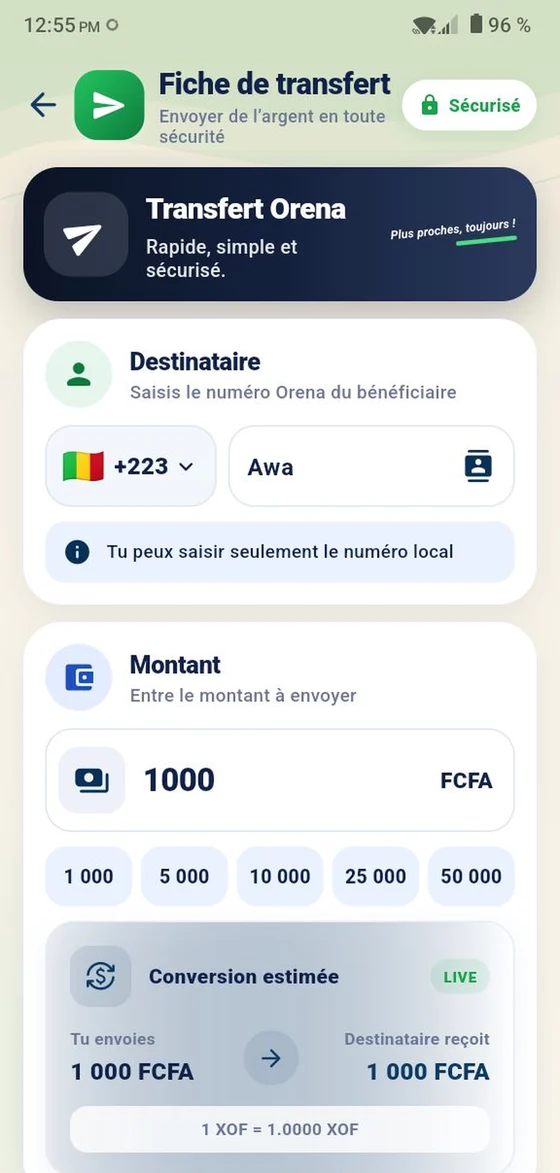 12:55 PM
96 %
Fiche de transfert
Envoyer de l'argent en toute
sécurité
Sécurisé
Transfert Orena
Rapide, simple et
sécurisé.
Plus proches, toujours !
Destinataire
Saisis le numéro Orena du bénéficiaire
+223
Awa
Tu peux saisir seulement le numéro local
Montant
Entre le montant à envoyer
1000
FCFA
1 000
5 000
10 000
25 000
50 000
Conversion estimée
LIVE
Tu envoies
Destinataire reçoit
1 000 FCFA
1 000 FCFA
1 XOF = 1.0000 XOF